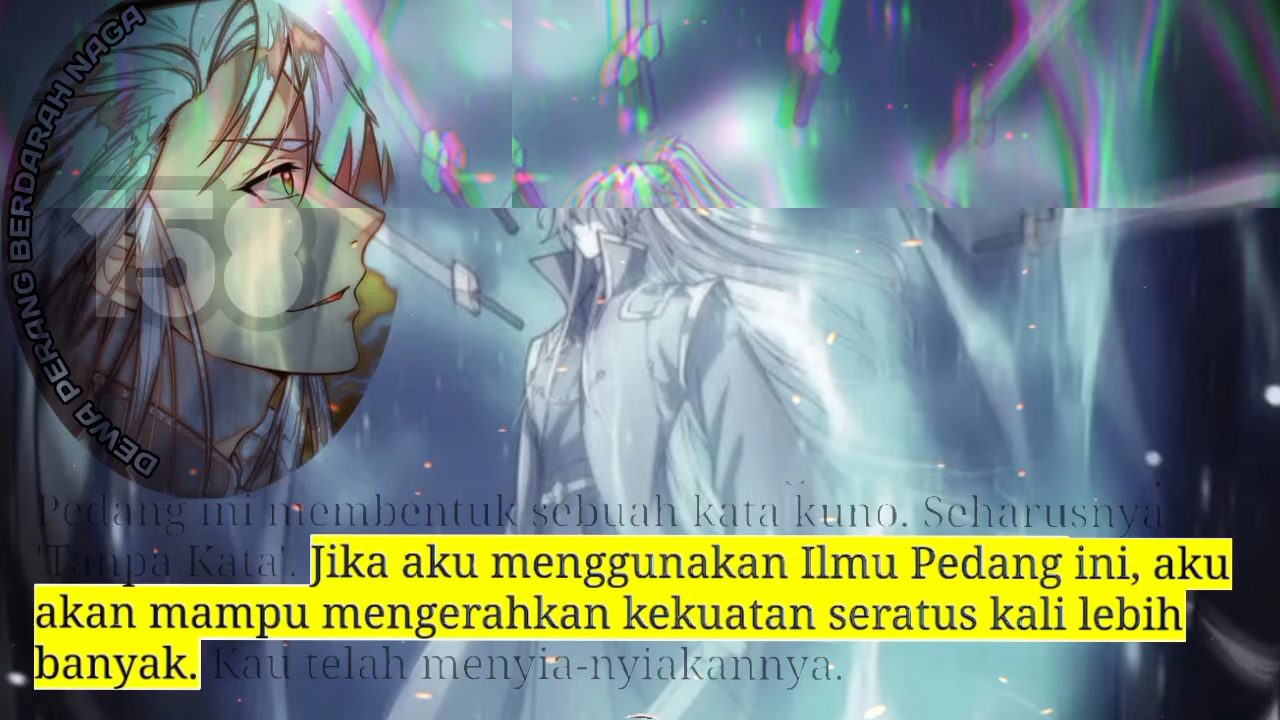 DEWA PERANG BERDARAH NAGA
158
Pedang ini membentuk sebuah kata kuno. Seharusnya
'Tanpa Kata'. Jika aku menggunakan Ilmu Pedang ini, aku
akan mampu mengerahkan kekuatan seratus kali lebih
banyak. Kau telah menyia-nyiakannya.